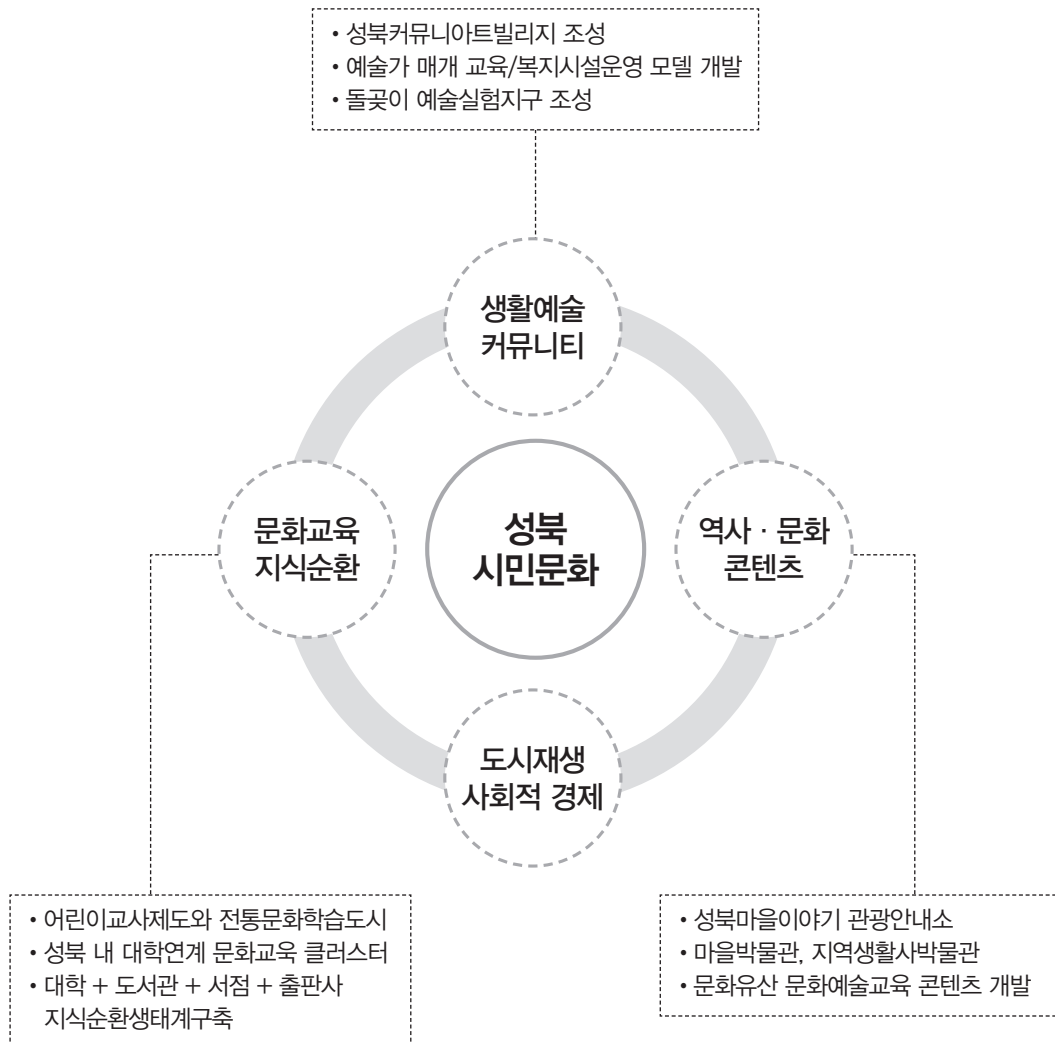 • 성북커뮤니아트빌리지 조성
• 예술가 매개 교육/복지시설운영 모델 개발
• 돌곶이 예술실험지구 조성
생활예술
커뮤니티
문화교육
지식순환
성북
시민문화
역사 · 문화
콘텐츠
도시재생
사회적 경제
• 어린이교사제도와 전통문화학습도시
• 성북 내 대학연계 문화교육 클러스터
• 대학 + 도서관 + 서점 + 출판사
지식순환생태계구축
• 성북마을이야기 관광안내소
• 마을박물관, 지역생활사박물관
• 문화유산 문화예술교육 콘텐츠 개발